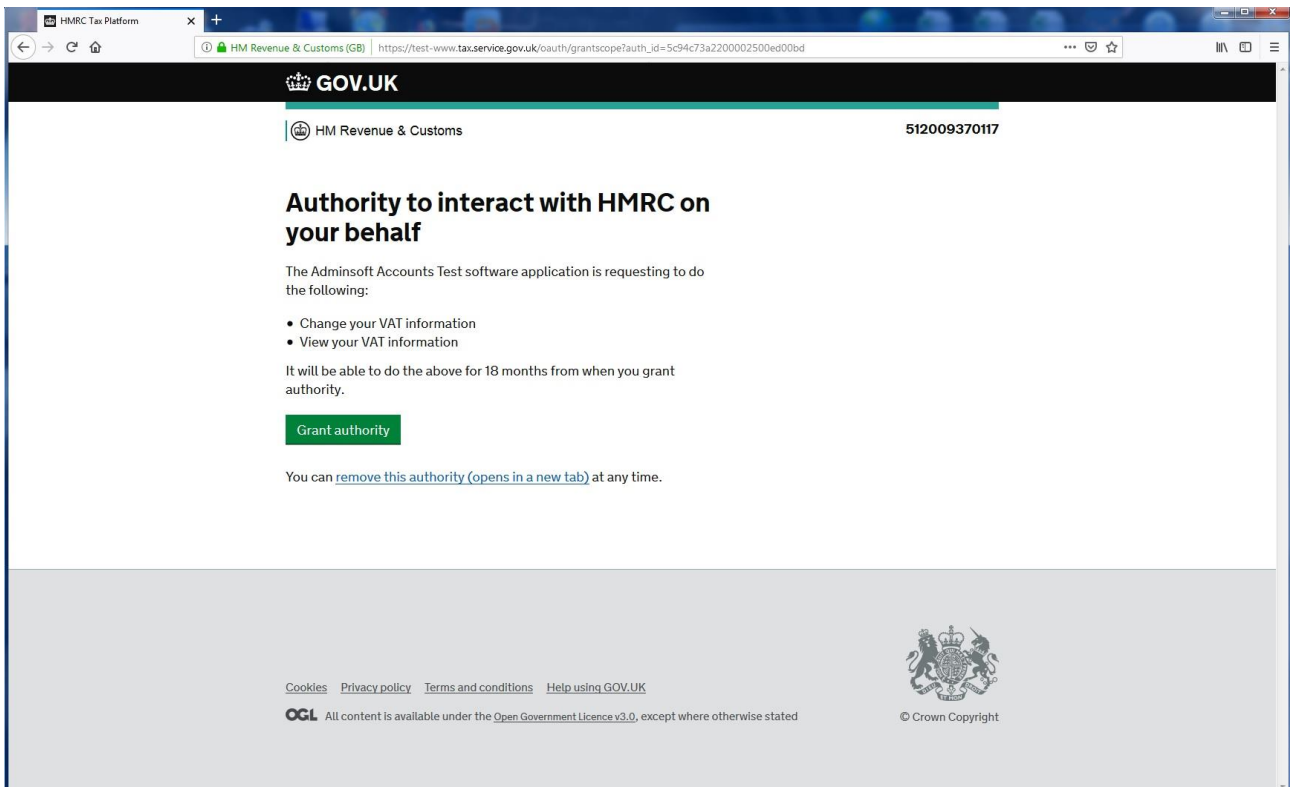 HMRC Tax Platform
HM Revenue & Customs (GB) https://test-www.tax.service.gov.uk/oauth/grantscope?auth_id=5c94c73a2200002500ed00bd
GOV.UK
HM Revenue & Customs 512009370117
Authority to interact with HMRC on
your behalf
The Adminsoft Accounts Test software application is requesting to do
the following:
• Change your VAT information
• View your VAT information
It will be able to do the above for 18 months from when you grant
authority.
Grant authority
You can remove this authority (opens in a new tab) at any time.
Cookies Privacy policy Terms and conditions Help using GOV.UK
OGL All content is available under the Open Government Licence v3.0, except where otherwise stated
© Crown Copyright